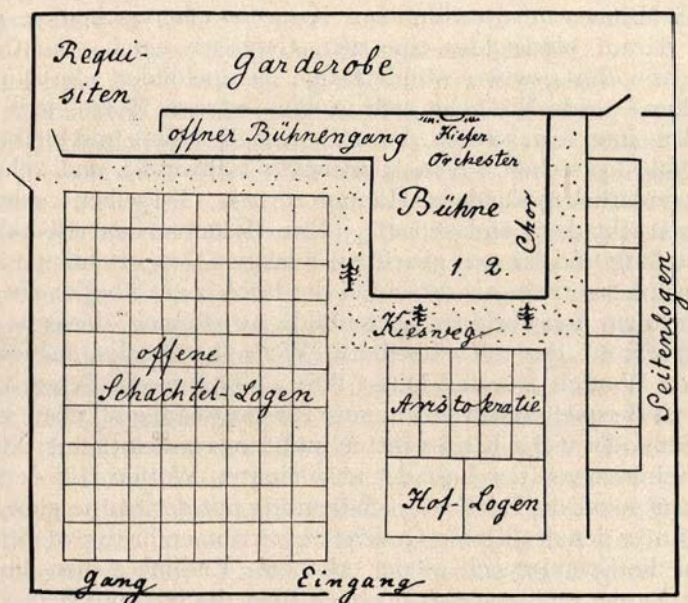 Requi-
siten
Garderobe
offner Bühnengang
Kiefer
Orchester
Bühne
1. 2
Chor
Seitenlogen
Kiesweg
offene
Schachtel-Logen
Aristokratie
Hof-Logen
Gang
Eingang